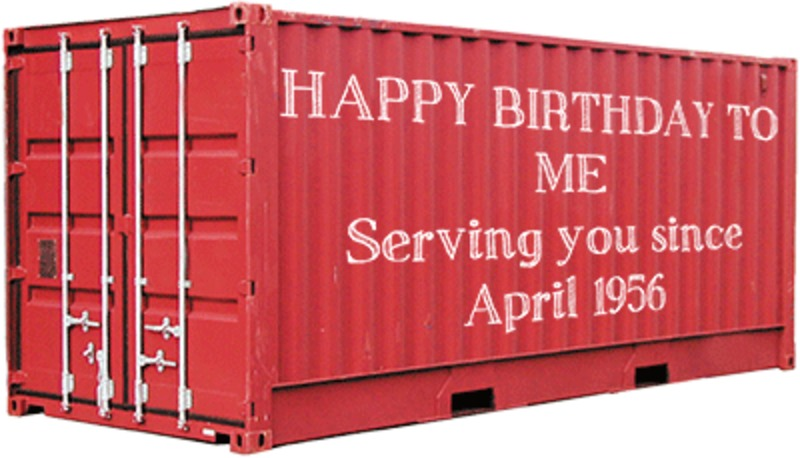 HAPPY BIRTHDAY TO
ME
Serving you since
April 1956